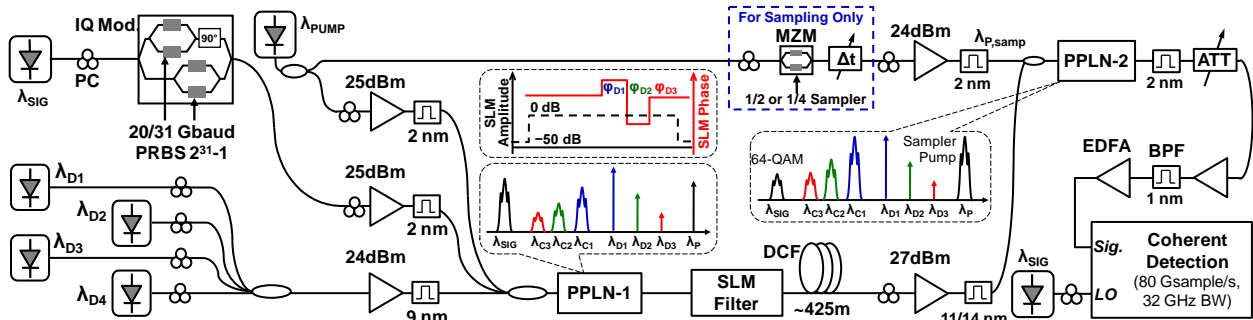 IQ Mod.
90°
λSIG
PC
20/31 Gbaud
PRBS 2³¹-1
λPUMP
25dBm
2 nm
25dBm
2 nm
λD1
λD2
λD3
λD4
24dBm
9 nm
SLM
Amplitude
0 dB
−50 dB
φD1
φD2
φD3
SLM Phase
λSIG
λC3
λC2
λC1
λD1
λD2
λD3
λP
PPLN-1
SLM
Filter
DCF
~425m
27dBm
11/14 nm
For Sampling Only
MZM
Δt
1/2 or 1/4 Sampler
24dBm
2 nm
λP,samp
PPLN-2
2 nm
ATT
64-QAM
Sampler
Pump
λSIG
λC3
λC2
λC1
λD1
λD2
λD3
λP
EDFA
BPF
1 nm
λSIG
Sig.
LO
Coherent
Detection
(80 Gsample/s,
32 GHz BW)